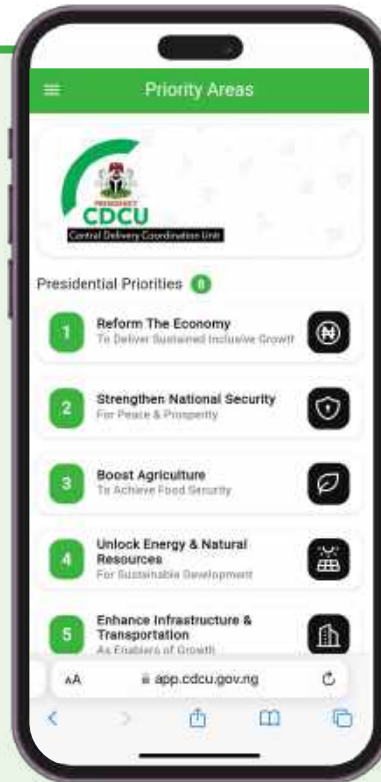 Priority Areas
PRESIDENCY
CDCU
Central Delivery Coordination Unit
Presidential Priorities 8
1
Reform The Economy
To Deliver Sustained Inclusive Growth
2
Strengthen National Security
For Peace & Prosperity
3
Boost Agriculture
To Achieve Food Security
4
Unlock Energy & Natural
Resources
For Sustainable Development
5
Enhance Infrastructure &
Transportation
As Enablers of Growth
AA app.cdcu.gov.ng